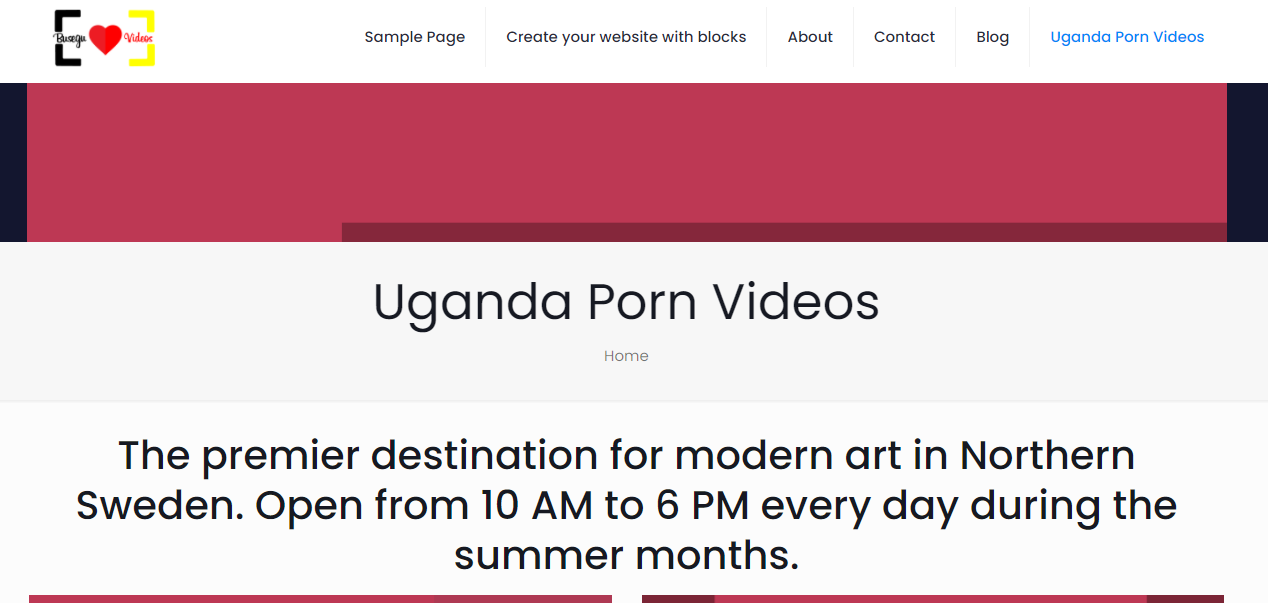 Busegu Videos
Sample Page
Create your website with blocks
About
Contact
Blog
Uganda Porn Videos
Uganda Porn Videos
Home
The premier destination for modern art in Northern
Sweden. Open from 10 AM to 6 PM every day during the
summer months.